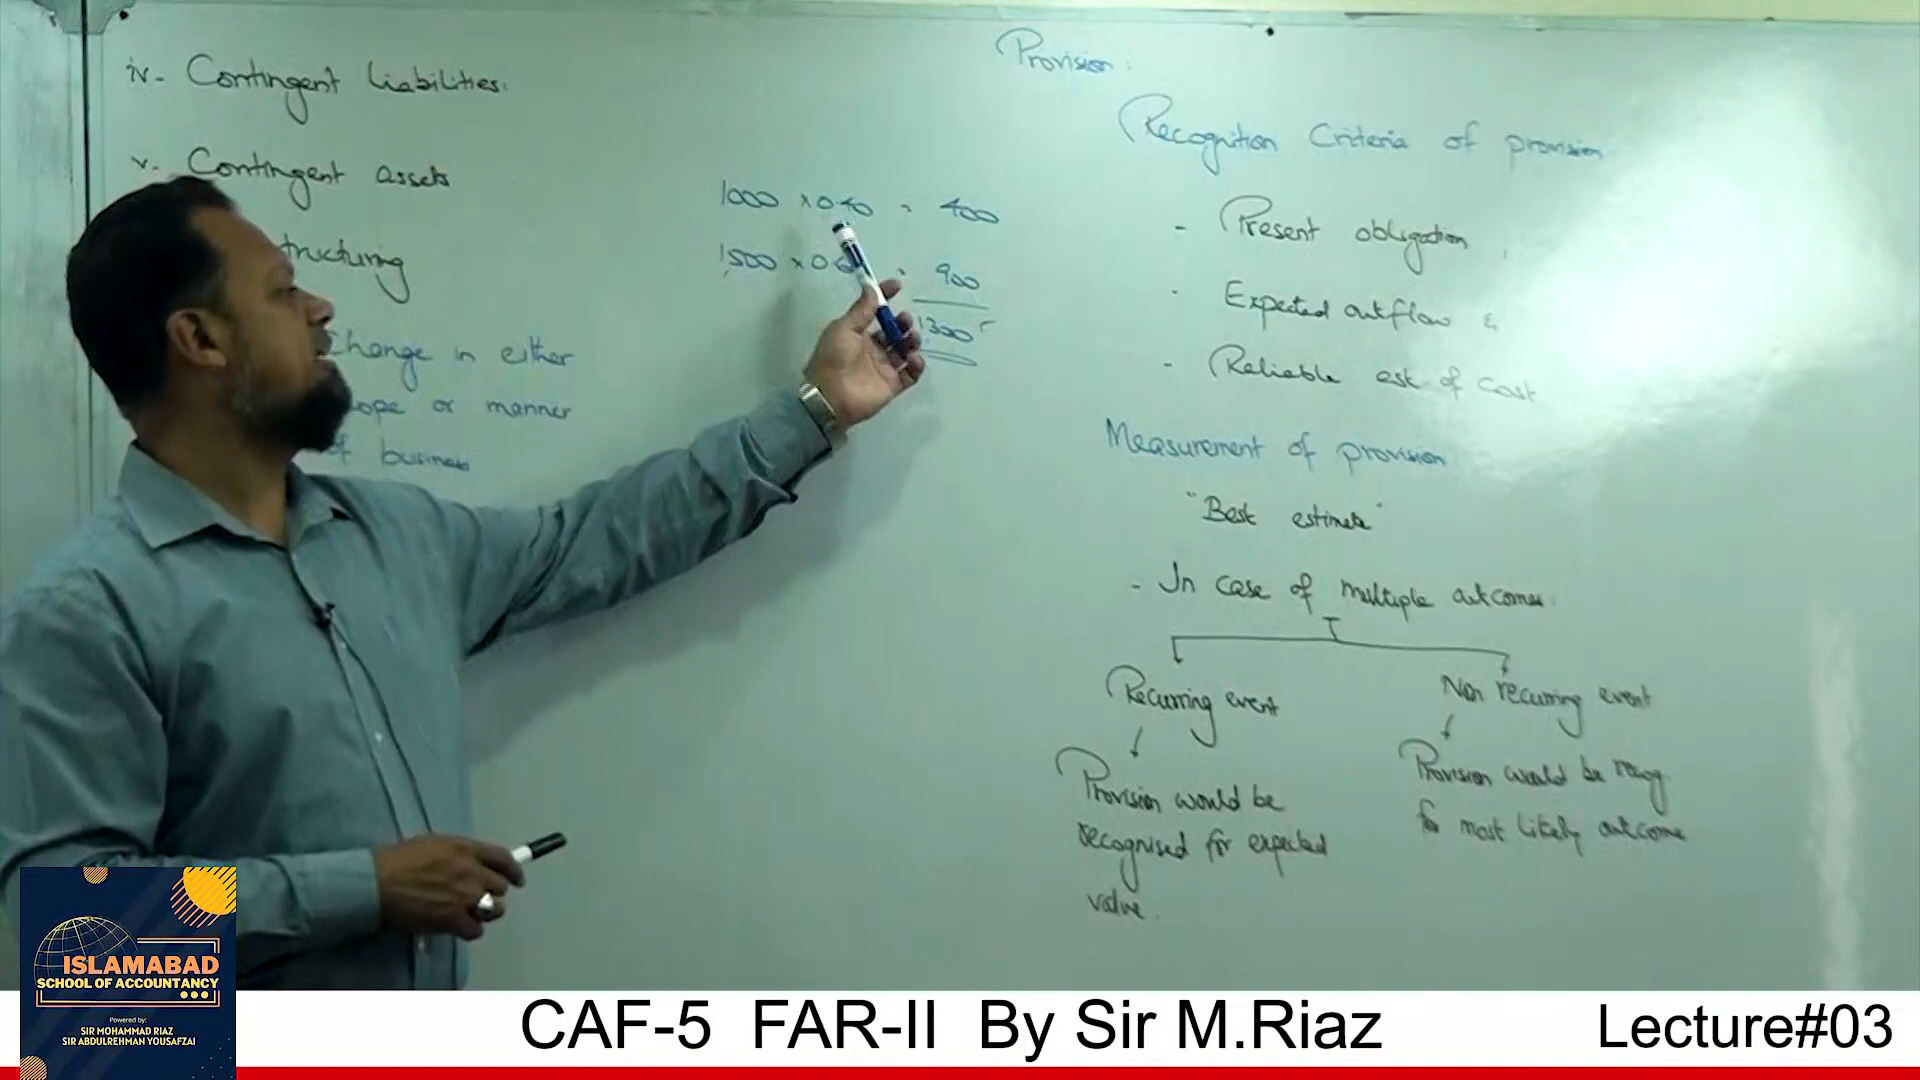 iv- Contingent liabilities:
v- Contingent assets
tructuring
Change in either
ope or manner
of business
1000 x 0.40 = 400
1500 x 0.6 = 900
1300
Provision:
Recognition Criteria of provision
- Present obligation,
- Expected outflow &
- Reliable est. of cost
Measurement of provision
"Best estimate"
- In case of multiple outcomes:
Recurring event
Provision would be
recognised for expected
value.
Non recurring event
Provision would be recog
for most likely outcome
ISLAMABAD
SCHOOL OF ACCOUNTANCY
Powered by:
SIR MOHAMMAD RIAZ
SIR ABDULREHMAN YOUSAFZAI
CAF-5 FAR-II By Sir M.Riaz
Lecture#03